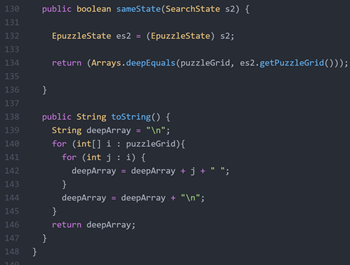 130 public boolean sameState(SearchState s2) {
131
132 EpuzzleState es2 = (EpuzzleState) s2;
133
134 return (Arrays.deepEquals(puzzleGrid, es2.getPuzzleGrid()));
135
136 }
137
138 public String toString() {
139 String deepArray = "\n";
140 for (int[] i : puzzleGrid){
141 for (int j : i) {
142 deepArray = deepArray + j + " ";
143 }
144 deepArray = deepArray + "\n";
145 }
146 return deepArray;
147 }
148 }